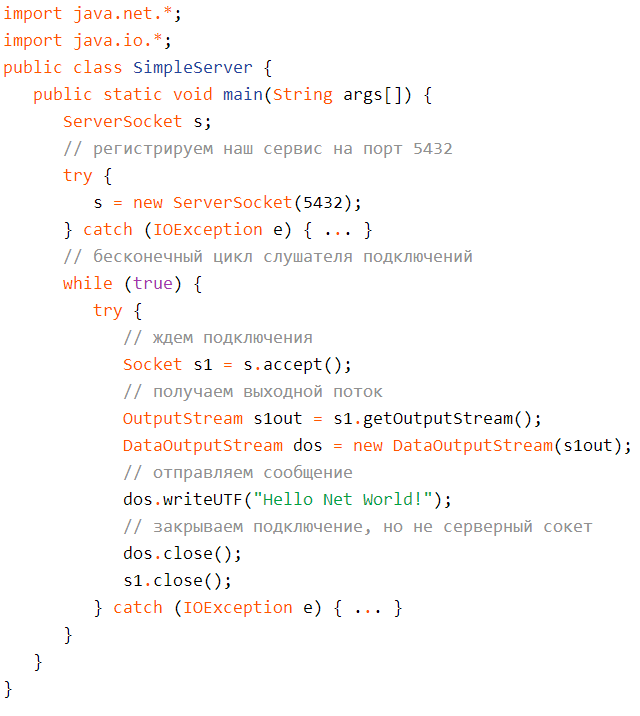 import java.net.*;
import java.io.*;
public class SimpleServer {
   public static void main(String args[]) {
      ServerSocket s;
      // регистрируем наш сервис на порт 5432
      try {
         s = new ServerSocket(5432);
      } catch (IOException e) { ... }
      // бесконечный цикл слушателя подключений
      while (true) {
         try {
            // ждем подключения
            Socket s1 = s.accept();
            // получаем выходной поток
            OutputStream s1out = s1.getOutputStream();
            DataOutputStream dos = new DataOutputStream(s1out);
            // отправляем сообщение
            dos.writeUTF("Hello Net World!");
            // закрываем подключение, но не серверный сокет
            dos.close();
            s1.close();
         } catch (IOException e) { ... }
      }
   }
}